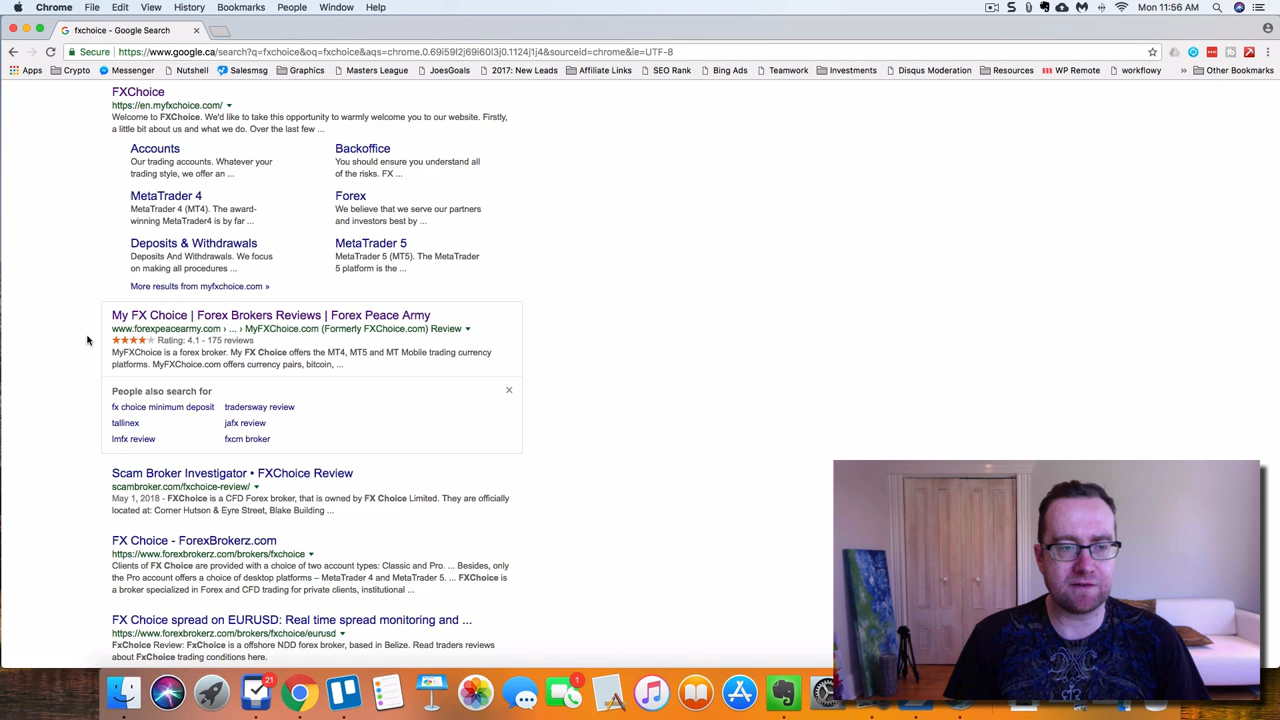 Chrome File Edit View History Bookmarks People Window Help Mon 11:56 AM
fxchoice - Google Search
Secure https://www.google.ca/search?q=fxchoice&oq=fxchoice&aqs=chrome.0.69i59l2j69i60l3j0.1124j1j4&sourceid=chrome&ie=UTF-8
Apps Crypto Messenger Nutshell Salesmsg Graphics Masters League JoesGoals 2017: New Leads Affiliate Links SEO Rank Bing Ads Teamwork Investments Disqus Moderation Resources WP Remote workflowy » Other Bookmarks
FXChoice
https://en.myfxchoice.com/
Welcome to FXChoice. We'd like to take this opportunity to warmly welcome you to our website. Firstly,
a little bit about us and what we do. Over the last few ...
Accounts
Our trading accounts. Whatever your
trading style, we offer an ...
Backoffice
You should ensure you understand all
of the risks. FX ...
MetaTrader 4
MetaTrader 4 (MT4). The award-
winning MetaTrader4 is by far ...
Forex
We believe that we serve our partners
and investors best by ...
Deposits & Withdrawals
Deposits And Withdrawals. We focus
on making all procedures ...
MetaTrader 5
MetaTrader 5 (MT5). The MetaTrader
5 platform is the ...
More results from myfxchoice.com »
My FX Choice | Forex Brokers Reviews | Forex Peace Army
www.forexpeacearmy.com › ... › MyFXChoice.com (Formerly FXChoice.com) Review
Rating: 4.1 - 175 reviews
MyFXChoice is a forex broker. My FX Choice offers the MT4, MT5 and MT Mobile trading currency
platforms. MyFXChoice.com offers currency pairs, bitcoin, ...
People also search for
fx choice minimum deposit tradersway review
tallinex jafx review
lmfx review fxcm broker
Scam Broker Investigator • FXChoice Review
scambroker.com/fxchoice-review/
May 1, 2018 - FXChoice is a CFD Forex broker, that is owned by FX Choice Limited. They are officially
located at: Corner Hutson & Eyre Street, Blake Building ...
FX Choice - ForexBrokerz.com
https://www.forexbrokerz.com/brokers/fxchoice
Clients of FX Choice are provided with a choice of two account types: Classic and Pro. ... Besides, only
the Pro account offers a choice of desktop platforms – MetaTrader 4 and MetaTrader 5. ... FXChoice is
a broker specialized in Forex and CFD trading for private clients, institutional ...
FX Choice spread on EURUSD: Real time spread monitoring and ...
https://www.forexbrokerz.com/brokers/fxchoice/eurusd
FxChoice Review: FxChoice is a offshore NDD forex broker, based in Belize. Read traders reviews
about FxChoice trading conditions here.
21
1